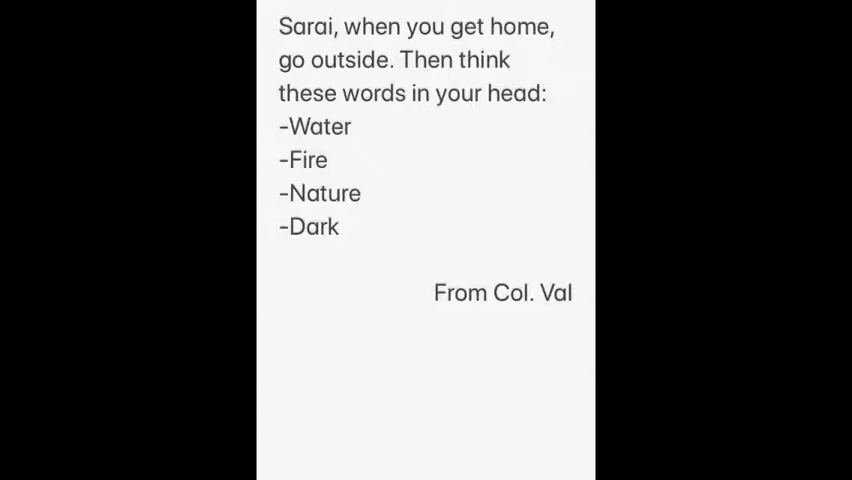 Sarai, when you get home,
go outside. Then think
these words in your head:
-Water
-Fire
-Nature
-Dark
From Col. Val